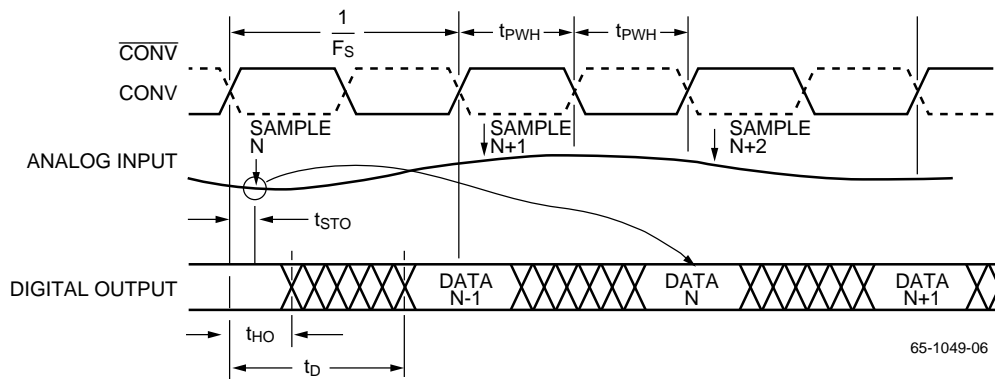 1
F_S
t_PWH
t_PWH
CONV
CONV
SAMPLE
N
SAMPLE
N+1
SAMPLE
N+2
ANALOG INPUT
t_STO
DIGITAL OUTPUT
DATA
N-1
DATA
N
DATA
N+1
t_HO
t_D
65-1049-06